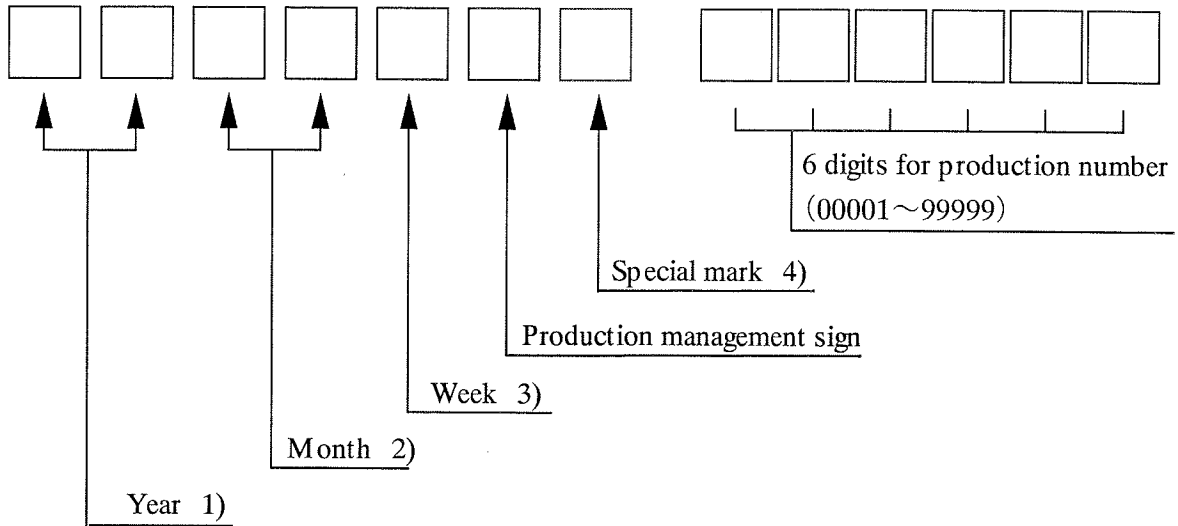 6 digits for production number
（00001～99999）
Special mark 4)
Production management sign
Week 3)
Month 2)
Year 1)